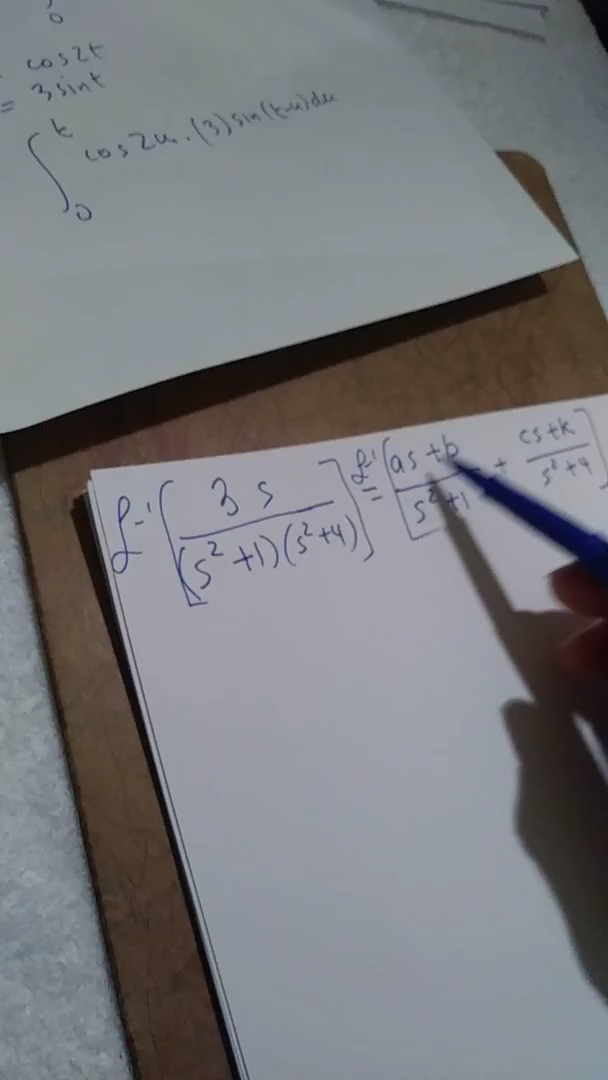 0
cos2t
= 3sint
∫₀ᵗ cos2u.(3)sin(t-u)du
ℒ⁻¹[3s/(s²+1)(s²+4)] = ℒ⁻¹[as+b/s²+1 + cs+k/s²+4]